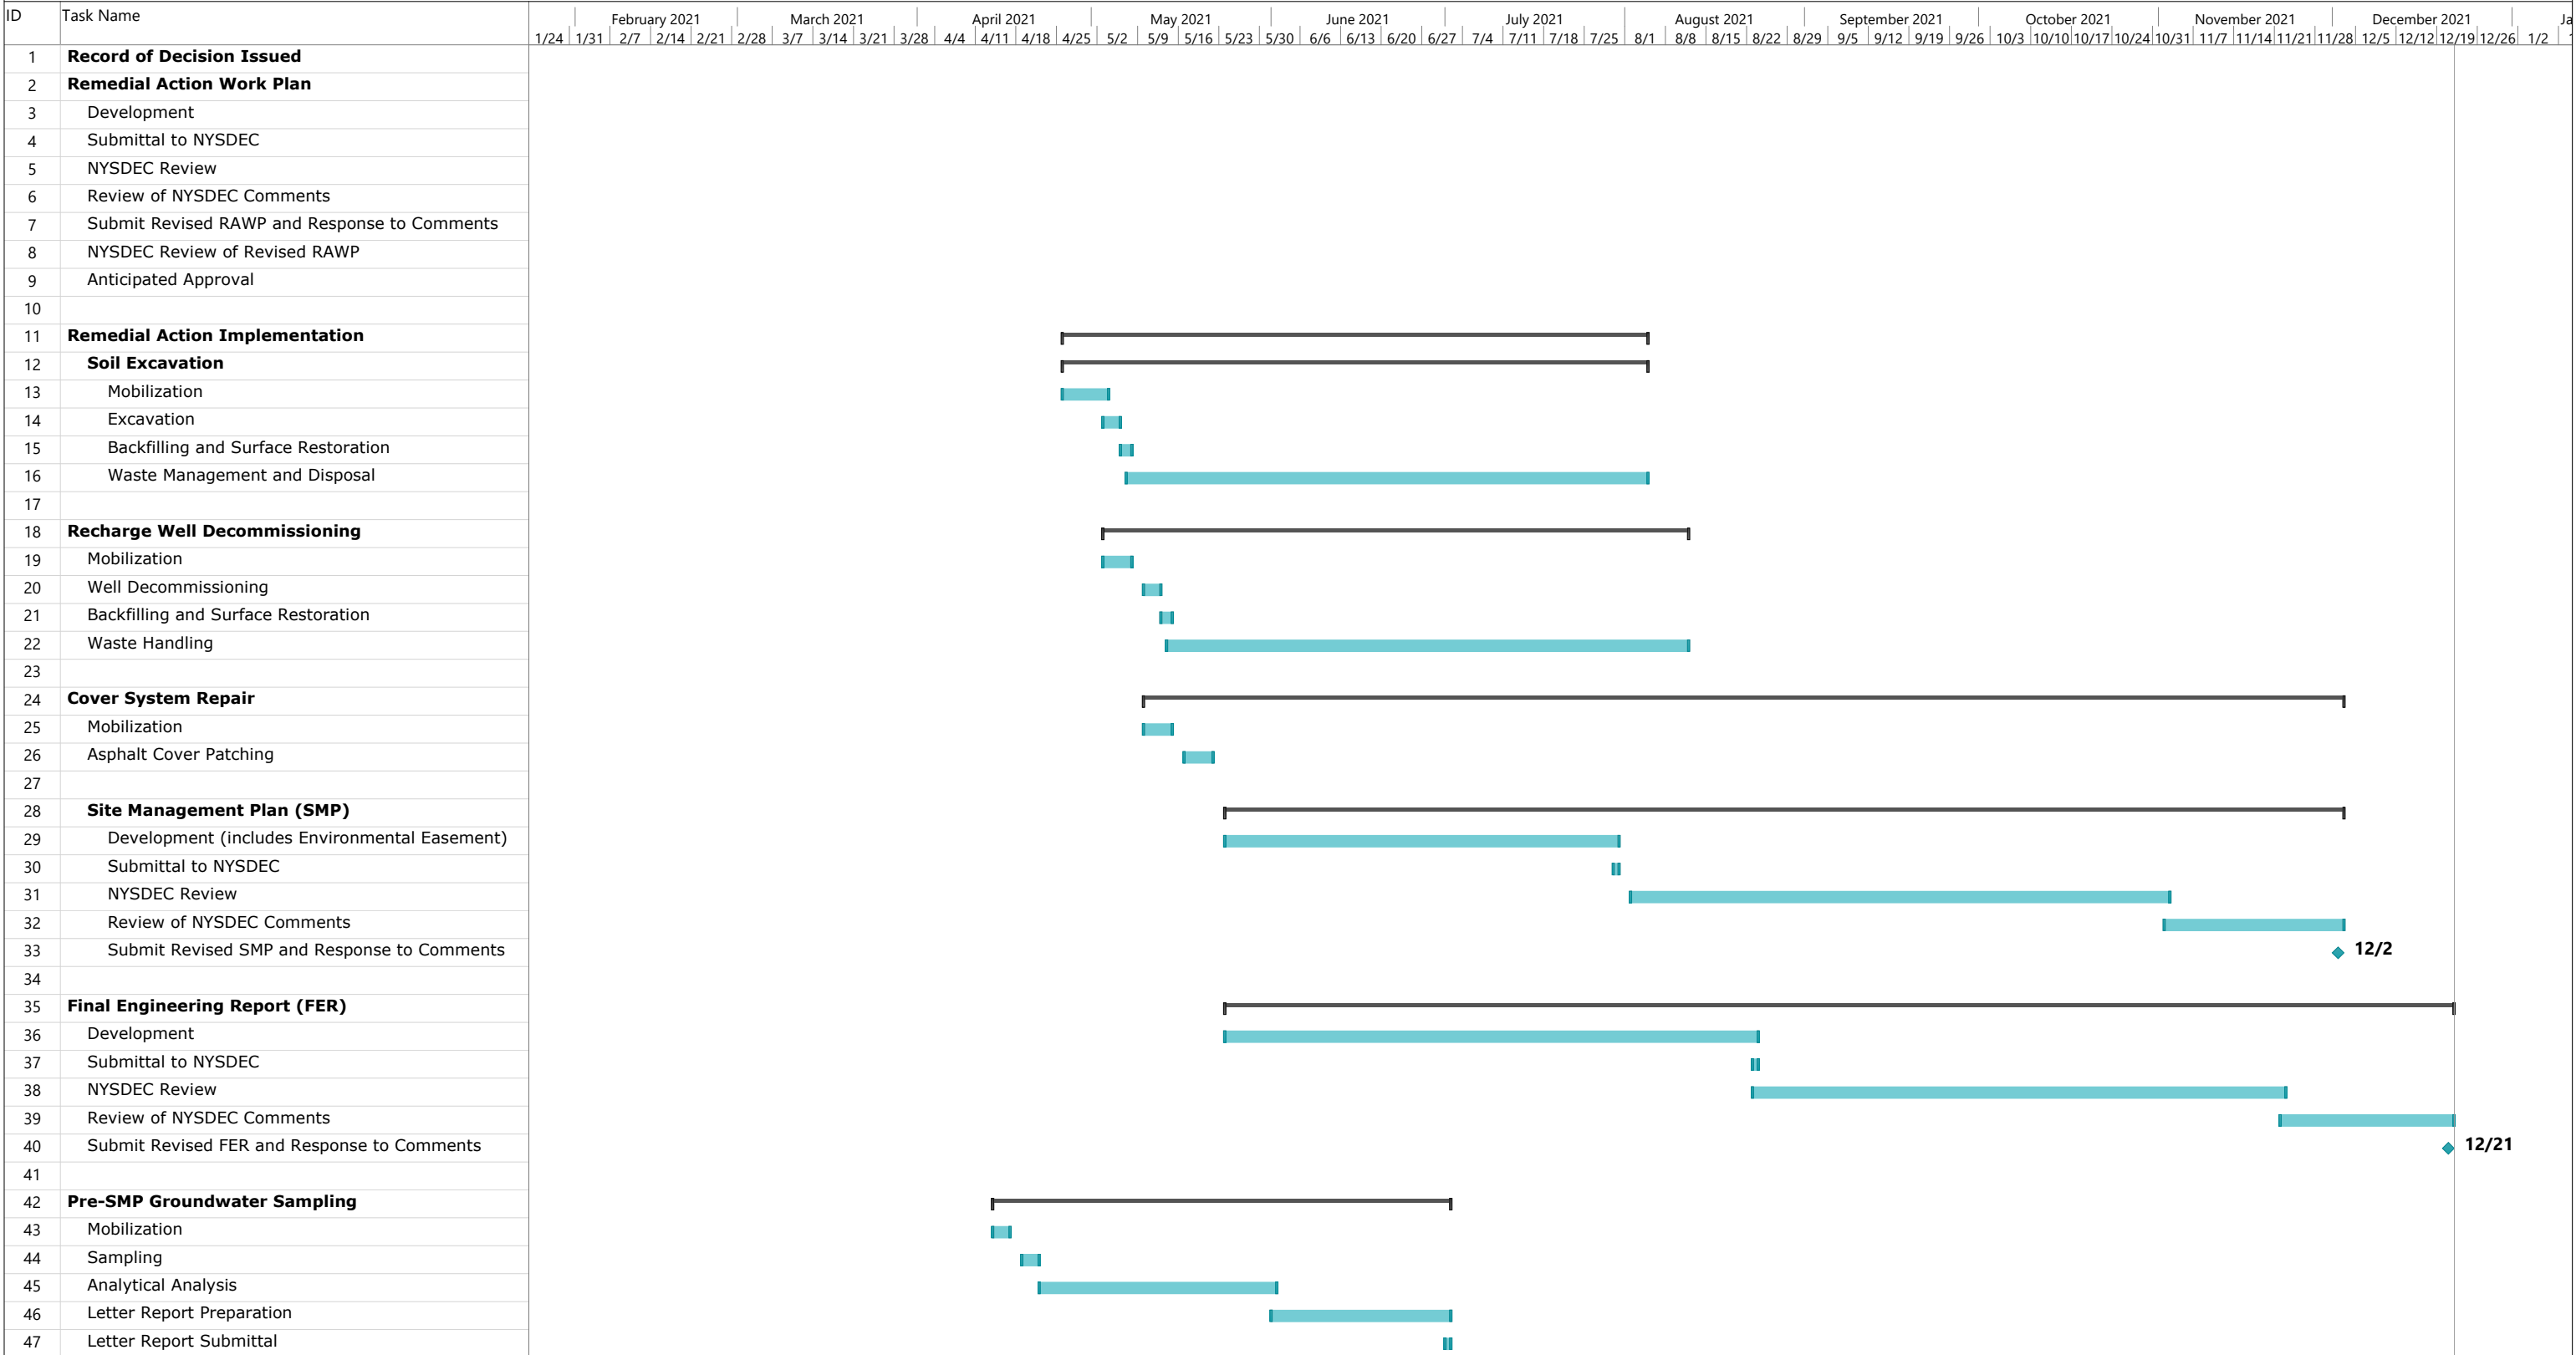 ID Task Name February 2021 March 2021 April 2021 May 2021 June 2021 July 2021 August 2021 September 2021 October 2021 November 2021 December 2021 Ja
1/24 1/31 2/7 2/14 2/21 2/28 3/7 3/14 3/21 3/28 4/4 4/11 4/18 4/25 5/2 5/9 5/16 5/23 5/30 6/6 6/13 6/20 6/27 7/4 7/11 7/18 7/25 8/1 8/8 8/15 8/22 8/29 9/5 9/12 9/19 9/26 10/3 10/10 10/17 10/24 10/31 11/7 11/14 11/21 11/28 12/5 12/12 12/19 12/26 1/2
1 Record of Decision Issued
2 Remedial Action Work Plan
3 Development
4 Submittal to NYSDEC
5 NYSDEC Review
6 Review of NYSDEC Comments
7 Submit Revised RAWP and Response to Comments
8 NYSDEC Review of Revised RAWP
9 Anticipated Approval
10
11 Remedial Action Implementation
12 Soil Excavation
13 Mobilization
14 Excavation
15 Backfilling and Surface Restoration
16 Waste Management and Disposal
17
18 Recharge Well Decommissioning
19 Mobilization
20 Well Decommissioning
21 Backfilling and Surface Restoration
22 Waste Handling
23
24 Cover System Repair
25 Mobilization
26 Asphalt Cover Patching
27
28 Site Management Plan (SMP)
29 Development (includes Environmental Easement)
30 Submittal to NYSDEC
31 NYSDEC Review
32 Review of NYSDEC Comments
33 Submit Revised SMP and Response to Comments 12/2
34
35 Final Engineering Report (FER)
36 Development
37 Submittal to NYSDEC
38 NYSDEC Review
39 Review of NYSDEC Comments
40 Submit Revised FER and Response to Comments 12/21
41
42 Pre-SMP Groundwater Sampling
43 Mobilization
44 Sampling
45 Analytical Analysis
46 Letter Report Preparation
47 Letter Report Submittal